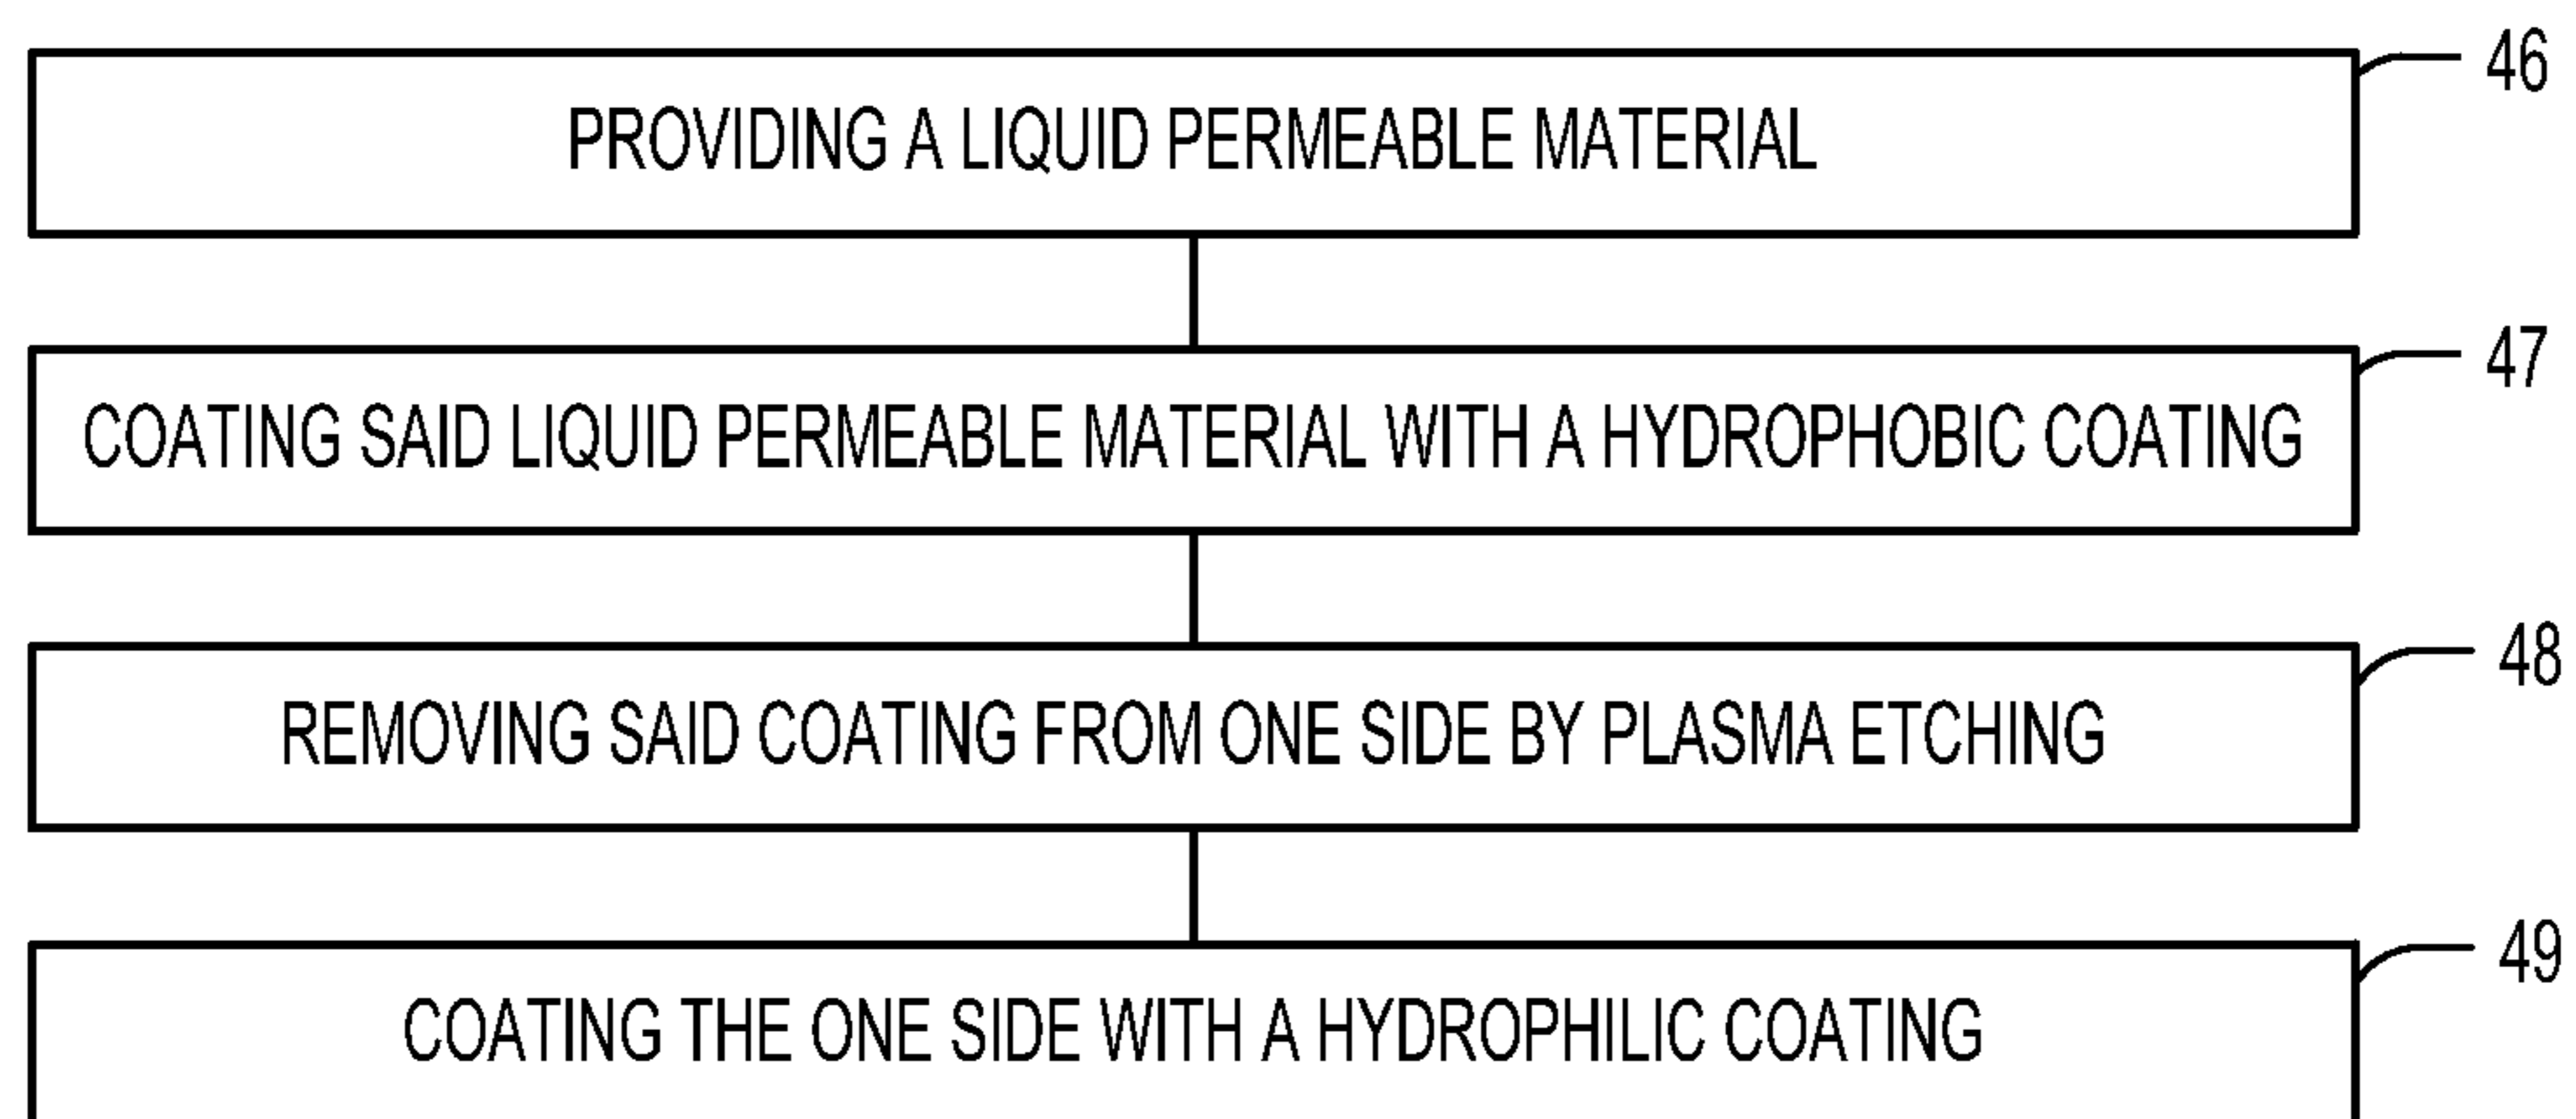 46
PROVIDING A LIQUID PERMEABLE MATERIAL
47
COATING SAID LIQUID PERMEABLE MATERIAL WITH A HYDROPHOBIC COATING
48
REMOVING SAID COATING FROM ONE SIDE BY PLASMA ETCHING
49
COATING THE ONE SIDE WITH A HYDROPHILIC COATING